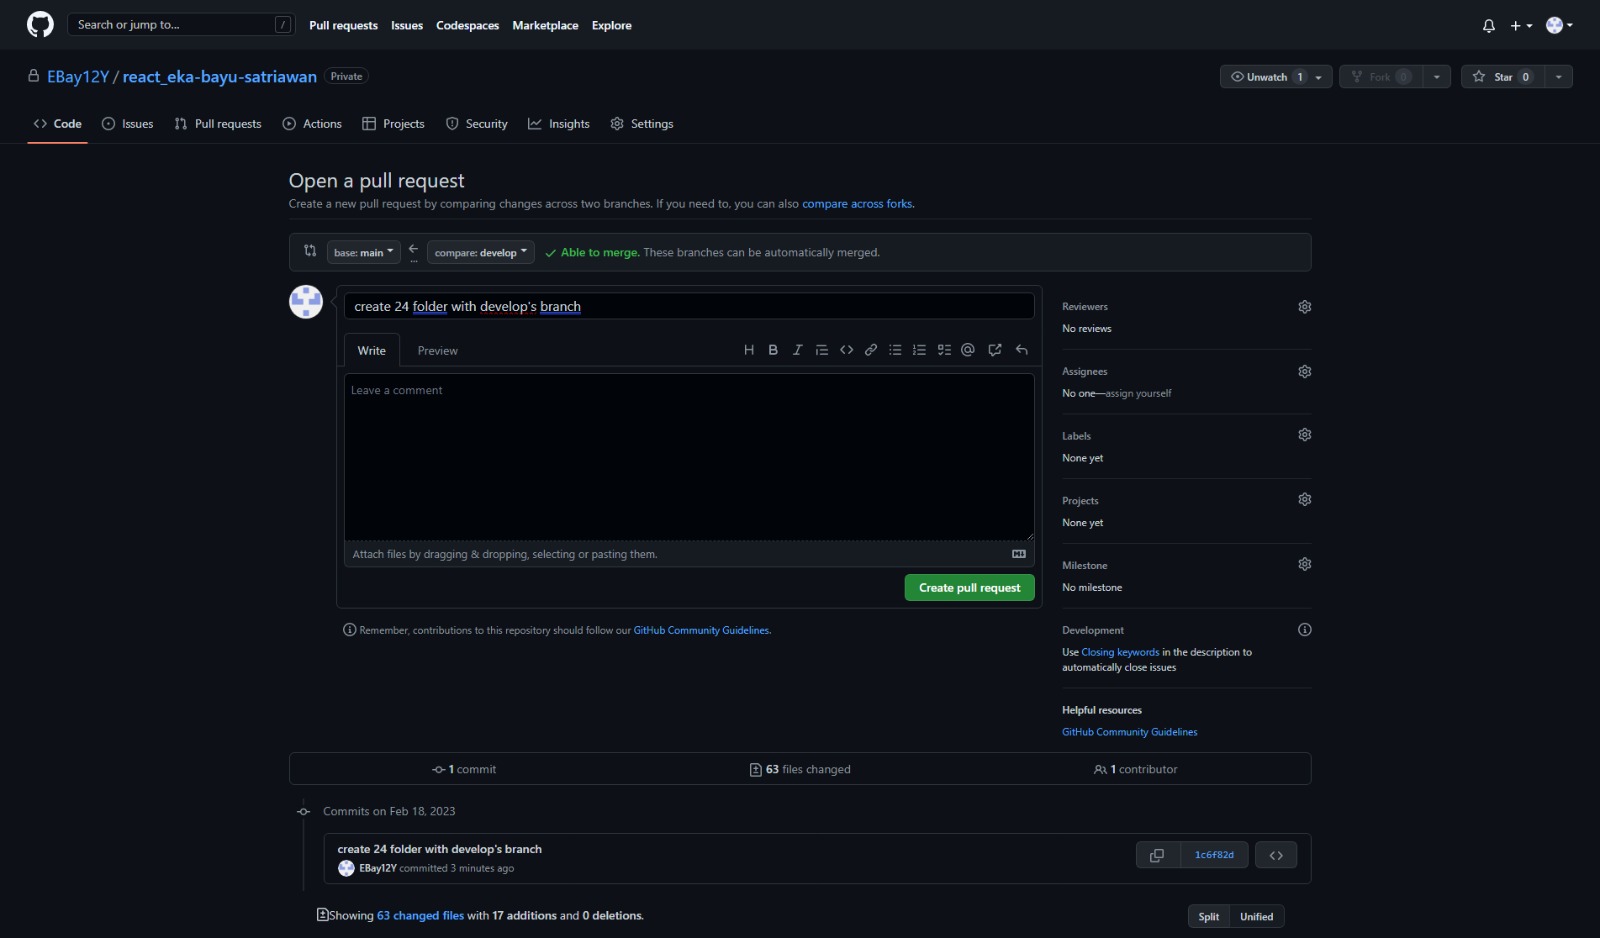 Search or jump to... /
Pull requests Issues Codespaces Marketplace Explore
EBay12Y / react_eka-bayu-satriawan Private
Unwatch 1 Fork 0 Star 0
Code Issues Pull requests Actions Projects Security Insights Settings
Open a pull request
Create a new pull request by comparing changes across two branches. If you need to, you can also compare across forks.
base: main ... compare: develop Able to merge. These branches can be automatically merged.
create 24 folder with develop's branch
Write Preview
Leave a comment
Attach files by dragging & dropping, selecting or pasting them.
Create pull request
Remember, contributions to this repository should follow our GitHub Community Guidelines.
Reviewers
No reviews
Assignees
No one—assign yourself
Labels
None yet
Projects
None yet
Milestone
No milestone
Development
Use Closing keywords in the description to
automatically close issues
Helpful resources
GitHub Community Guidelines
1 commit 63 files changed 1 contributor
Commits on Feb 18, 2023
create 24 folder with develop's branch
EBay12Y committed 3 minutes ago
1c6f82d
Showing 63 changed files with 17 additions and 0 deletions.
Split Unified